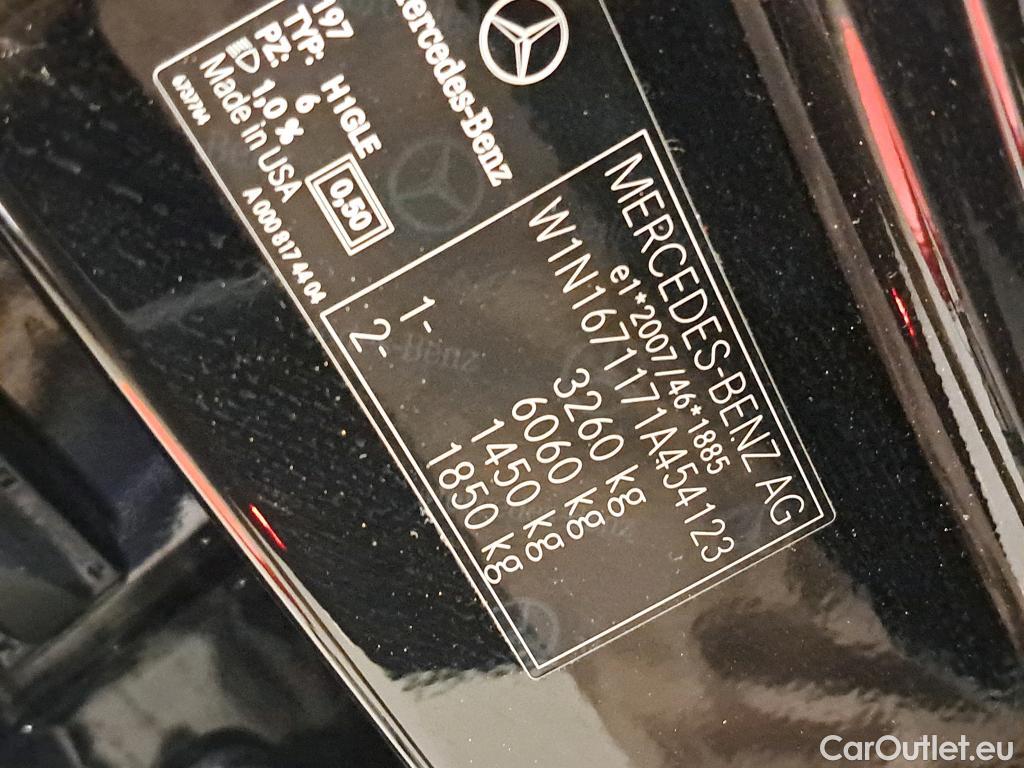 Mercedes-Benz
197
TYP: H1GLE
PZ: 6
1,0 %
0,50
Made in USA
A 000 817 44 04
MERCEDES-BENZ AG
e1*2007/46*1885
W1N1671171A454123
3260 kg
6060 kg
1- 1450 kg
2- 1850 kg
CarOutlet.eu